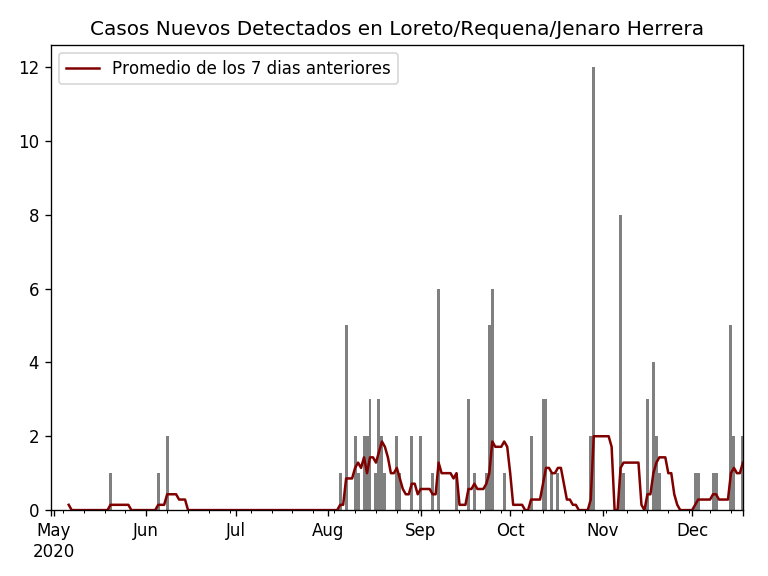 Casos Nuevos Detectados en Loreto/Requena/Jenaro Herrera
Promedio de los 7 dias anteriores
12
10
8
6
4
2
0
May Jun Jul Aug Sep Oct Nov Dec
2020